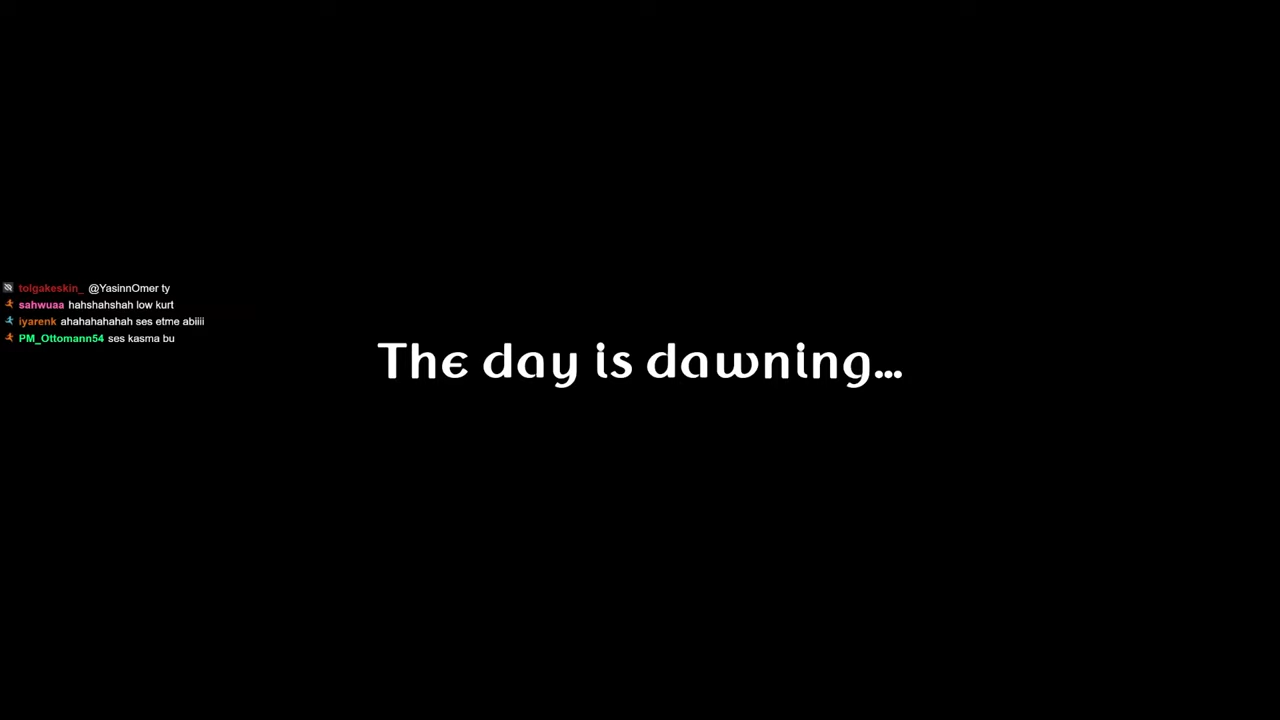 tolgakeskin_ @YasinnOmer ty
sahwuaa hahshahshah low kurt
iyarenk ahahahahahah ses etme abiiii
PM_Ottomann54 ses kasma bu
The day is dawning...